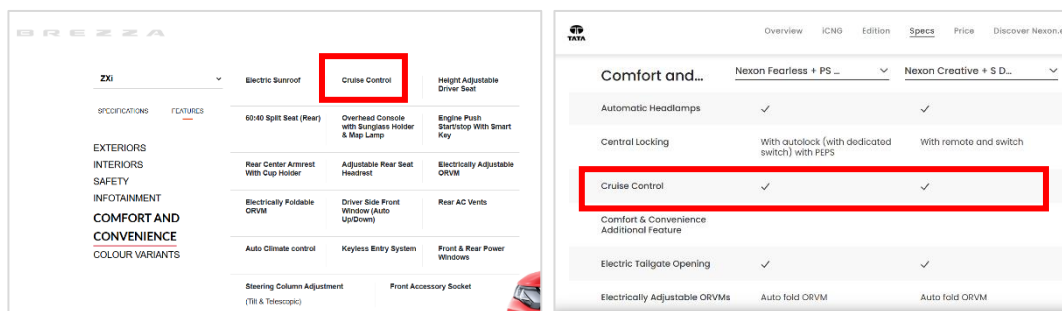 BREZZA
ZXi
SPECIFICATIONS FEATURES
EXTERIORS
INTERIORS
SAFETY
INFOTAINMENT
COMFORT AND
CONVENIENCE
COLOUR VARIANTS
Electric Sunroof
Cruise Control
Height Adjustable
Driver Seat
60:40 Split Seat (Rear)
Overhead Console
with Sunglass Holder
& Map Lamp
Engine Push
Start/stop With Smart
Key
Rear Center Armrest
With Cup Holder
Adjustable Rear Seat
Headrest
Electrically Adjustable
ORVM
Electrically Foldable
ORVM
Driver Side Front
Window (Auto
Up/Down)
Rear AC Vents
Auto Climate control
Keyless Entry System
Front & Rear Power
Windows
Steering Column Adjustment
(Tilt & Telescopic)
Front Accessory Socket
TATA
Overview iCNG Edition Specs Price Discover Nexon.e
Comfort and... Nexon Fearless + PS ... Nexon Creative + S D...
Automatic Headlamps
Central Locking
With autolock (with dedicated
switch) with PEPS
With remote and switch
Cruise Control
Comfort & Convenience
Additional Feature
Electric Tailgate Opening
Electrically Adjustable ORVMs Auto fold ORVM Auto fold ORVM